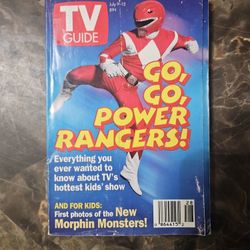 TV
GUIDE
GO,
GO,
POWER
RANGERS!
Everything you
ever wanted to
know about TV's
hottest kids' show
AND FOR KIDS:
First photos of the New
Morphin Monsters!